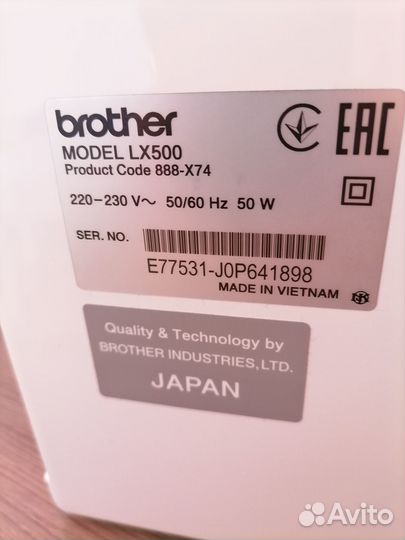 brother
MODEL LX500
Product Code 888-X74
EAC
220–230 V~ 50/60 Hz 50 W
SER. NO.
E77531-J0P641898
MADE IN VIETNAM
Quality & Technology by
BROTHER INDUSTRIES, LTD.
JAPAN
Avito